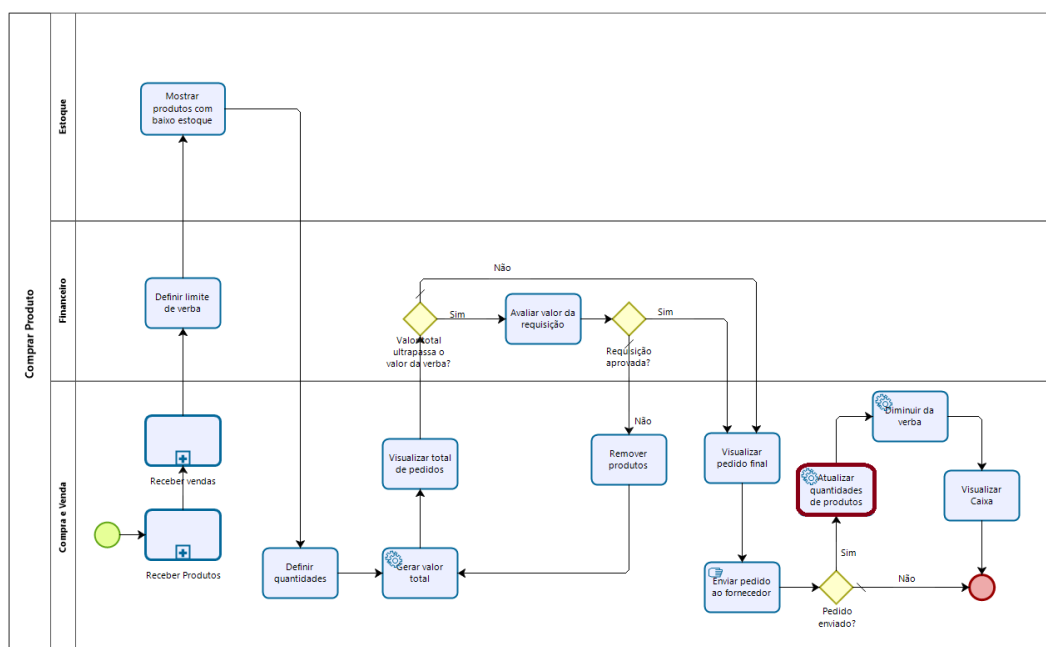 Comprar Produto
Estoque
Mostrar
produtos com
baixo estoque
Financeiro
Definir limite
de verba
Não
Valor total
ultrapassa o
valor da verba?
Sim
Avaliar valor da
requisição
Requisição
aprovada?
Sim
Não
Compra e Venda
Receber vendas
Receber Produtos
Definir
quantidades
Gerar valor
total
Visualizar total
de pedidos
Remover
produtos
Visualizar
pedido final
Enviar pedido
ao fornecedor
Pedido
enviado?
Sim
Não
Atualizar
quantidades
de produtos
Diminuir da
verba
Visualizar
Caixa